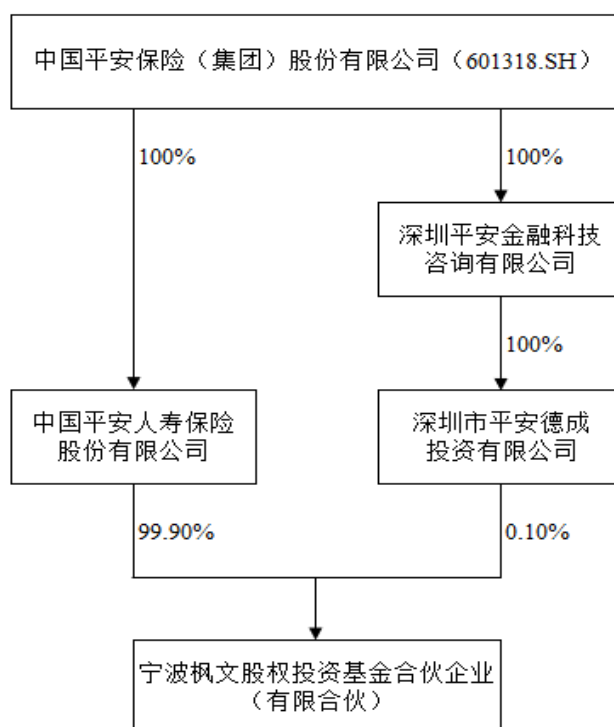 中国平安保险（集团）股份有限公司（601318.SH）
100%
100%
深圳平安金融科技
咨询有限公司
100%
中国平安人寿保险
股份有限公司
深圳市平安德成
投资有限公司
99.90%
0.10%
宁波枫文股权投资基金合伙企业
（有限合伙）